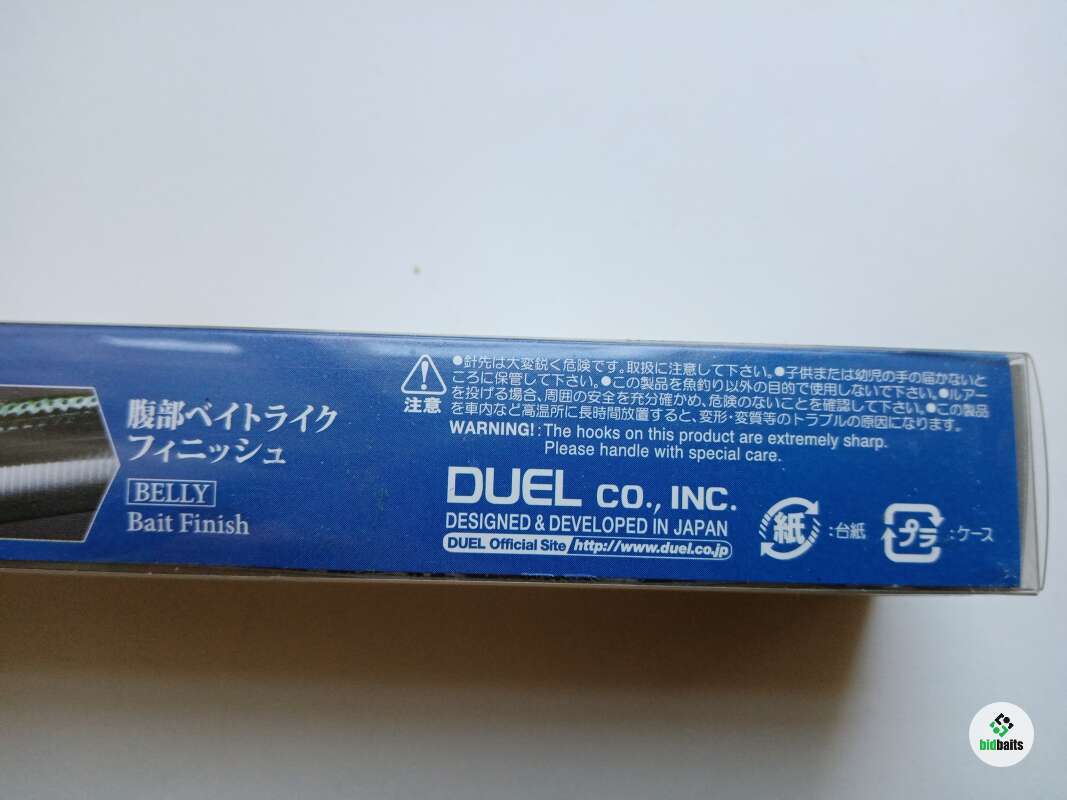 腹部ベイトライク
フィニッシュ
BELLY
Bait Finish
注意
●針先は大変鋭く危険です。取扱に注意して下さい。●子供または幼児の手の届かないと
ころに保管して下さい。●この製品を魚釣り以外の目的で使用しないで下さい。●ルアー
を投げる場合、周囲の安全を充分確かめ、危険のないことを確認して下さい。●この製品
を車内など高温所に長時間放置すると、変形・変質等のトラブルの原因になります。
WARNING!: The hooks on this product are extremely sharp.
Please handle with special care.
DUEL CO., INC.
DESIGNED & DEVELOPED IN JAPAN
DUEL Official Site http://www.duel.co.jp
紙:台紙
プラ:ケース
bidbaits